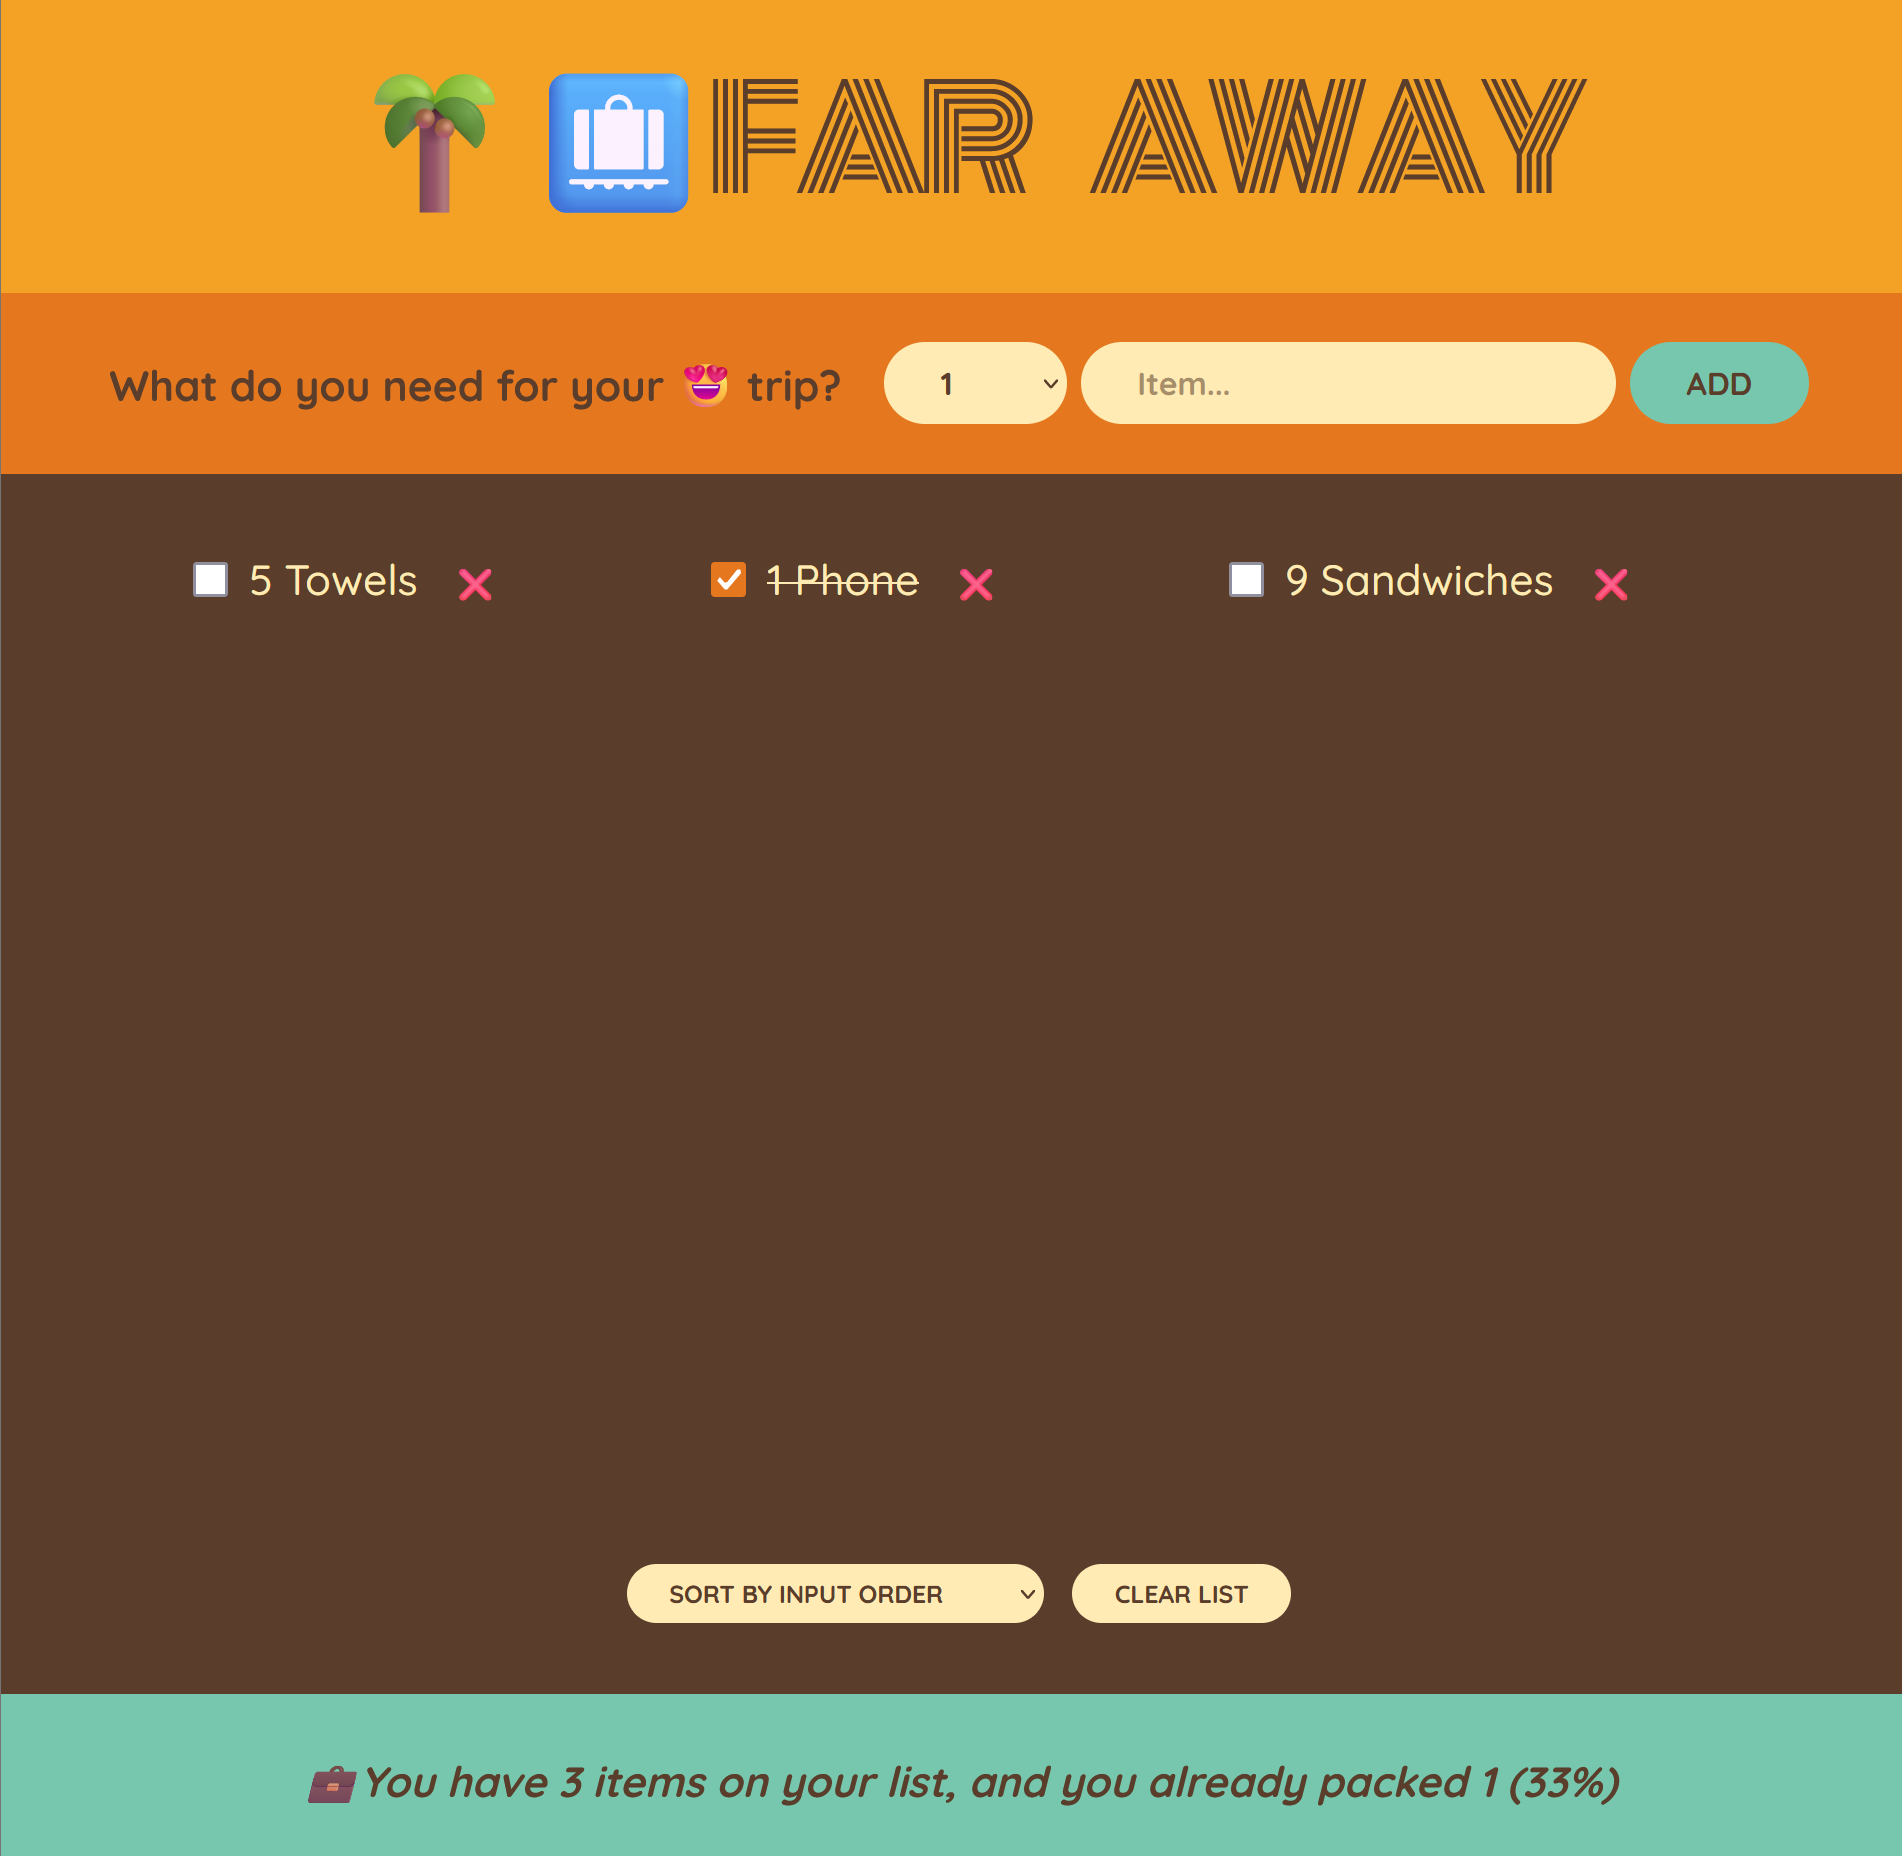 🌴 🛄 FAR AWAY
What do you need for your 😍 trip? 1 Item... ADD
5 Towels ❌ 1 Phone ❌ 9 Sandwiches ❌
SORT BY INPUT ORDER CLEAR LIST
💼 You have 3 items on your list, and you already packed 1 (33%)